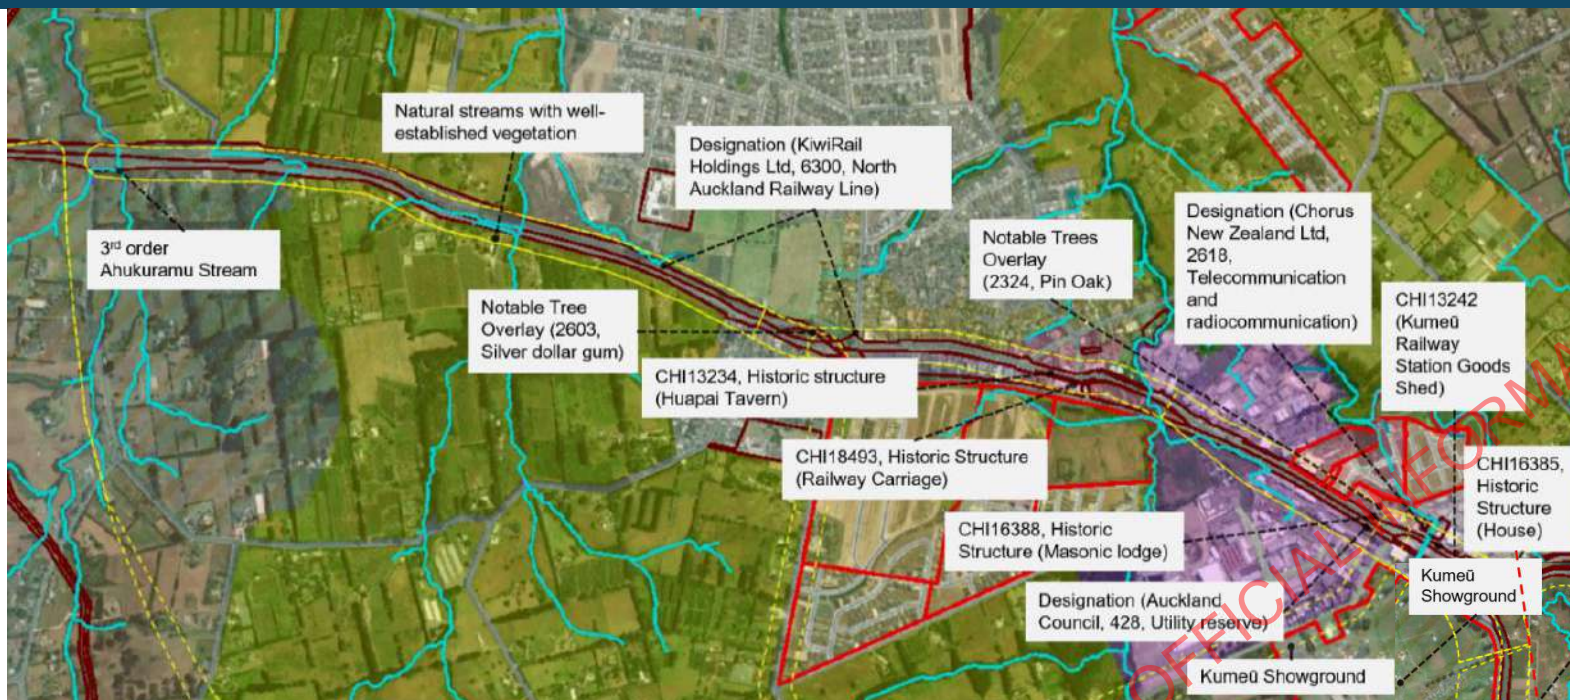 Natural streams with well-
established vegetation
Designation (KiwiRail
Holdings Ltd, 6300, North
Auckland Railway Line)
3rd order
Ahukuramu Stream
Notable Trees
Overlay
(2324, Pin Oak)
Designation (Chorus
New Zealand Ltd,
2618,
Telecommunication
and
radiocommunication)
CHI13242
(Kumeū
Railway
Station Goods
Shed)
Notable Tree
Overlay (2603,
Silver dollar gum)
CHI13234, Historic structure
(Huapai Tavern)
CHI18493, Historic Structure
(Railway Carriage)
CHI16385,
Historic
Structure
(House)
CHI16388, Historic
Structure (Masonic lodge)
Designation (Auckland
Council, 428, Utility reserve)
Kumeū
Showground
Kumeū Showground
OFFICIAL INFORMA